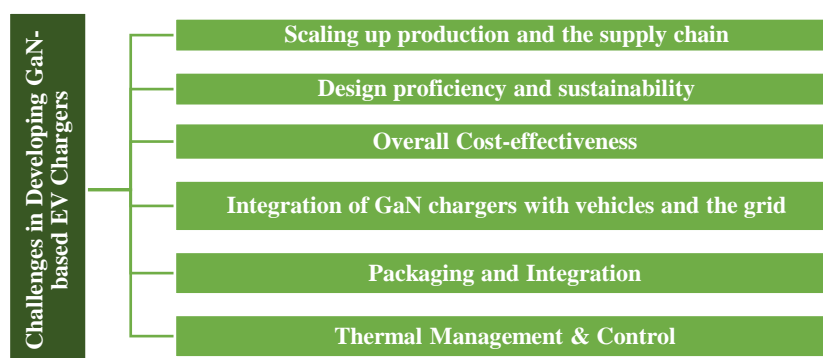 Challenges in Developing GaN-
based EV Chargers
Scaling up production and the supply chain
Design proficiency and sustainability
Overall Cost-effectiveness
Integration of GaN chargers with vehicles and the grid
Packaging and Integration
Thermal Management & Control